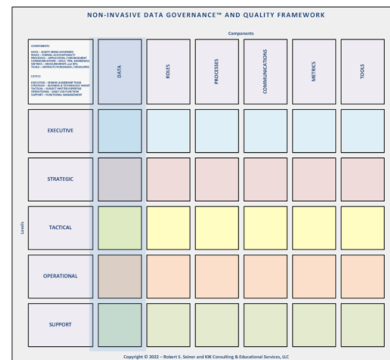 NON-INVASIVE DATA GOVERNANCE™ AND QUALITY FRAMEWORK
Components
COMPONENTS
DATA
ROLES
PROCESSES
COMMUNICATIONS
METRICS
TOOLS
Levels
EXECUTIVE
STRATEGIC
TACTICAL
OPERATIONAL
SUPPORT
Copyright © 2022 – Robert S. Seiner and KIK Consulting & Educational Services, LLC